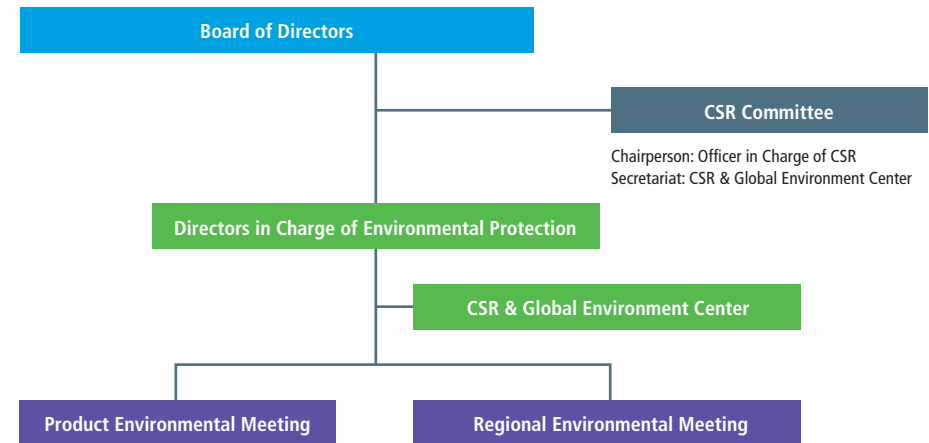 Board of Directors
CSR Committee
Chairperson: Officer in Charge of CSR
Secretariat: CSR & Global Environment Center
Directors in Charge of Environmental Protection
CSR & Global Environment Center
Product Environmental Meeting
Regional Environmental Meeting